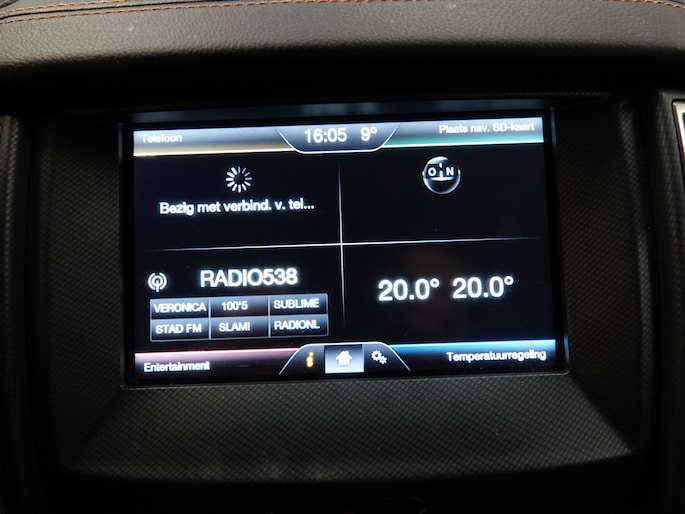 Telefoon
16:05 9°
Plaats nav. SD-kaart
Bezig met verbind. v. tel...
O N
RADIO538
VERONICA 100'5 SUBLIME
STAD FM SLAM! RADIONL
20.0° 20.0°
Entertainment
i
Temperatuurregeling